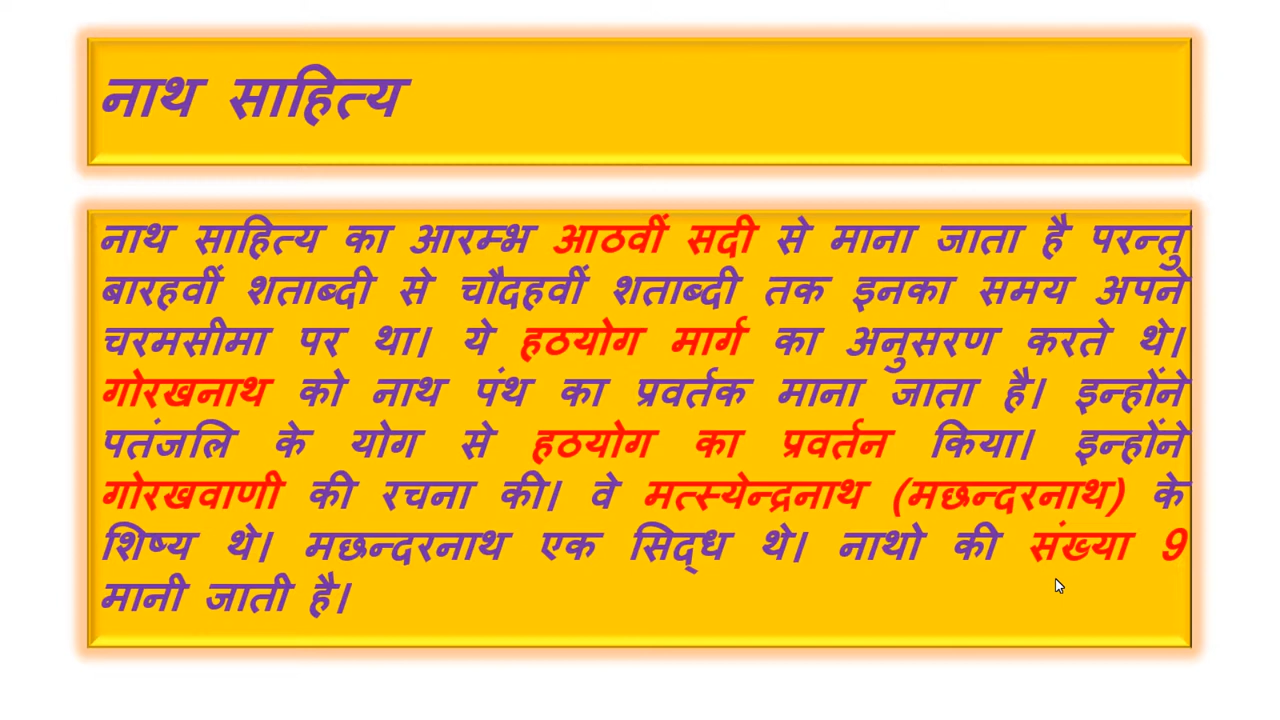 नाथ साहित्य
नाथ साहित्य का आरम्भ आठवीं सदी से माना जाता है परन्तु
बारहवीं शताब्दी से चौदहवीं शताब्दी तक इनका समय अपने
चरमसीमा पर था। ये हठयोग मार्ग का अनुसरण करते थे।
गोरखनाथ को नाथ पंथ का प्रवर्तक माना जाता है। इन्होंने
पतंजलि के योग से हठयोग का प्रवर्तन किया। इन्होंने
गोरखवाणी की रचना की। वे मत्स्येन्द्रनाथ (मछन्दरनाथ) के
शिष्य थे। मछन्दरनाथ एक सिद्ध थे। नाथो की संख्या 9
मानी जाती है।